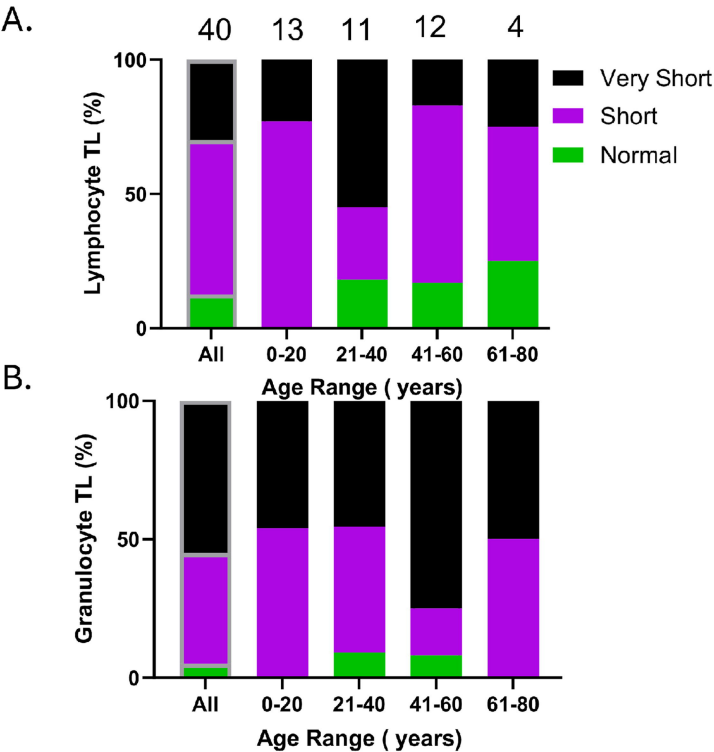 A.
40 13 11 12 4
100
50
0
Lymphocyte TL (%)
Very Short
Short
Normal
All 0-20 21-40 41-60 61-80
Age Range ( years)
B.
100
50
0
Granulocyte TL (%)
All 0-20 21-40 41-60 61-80
Age Range ( years)